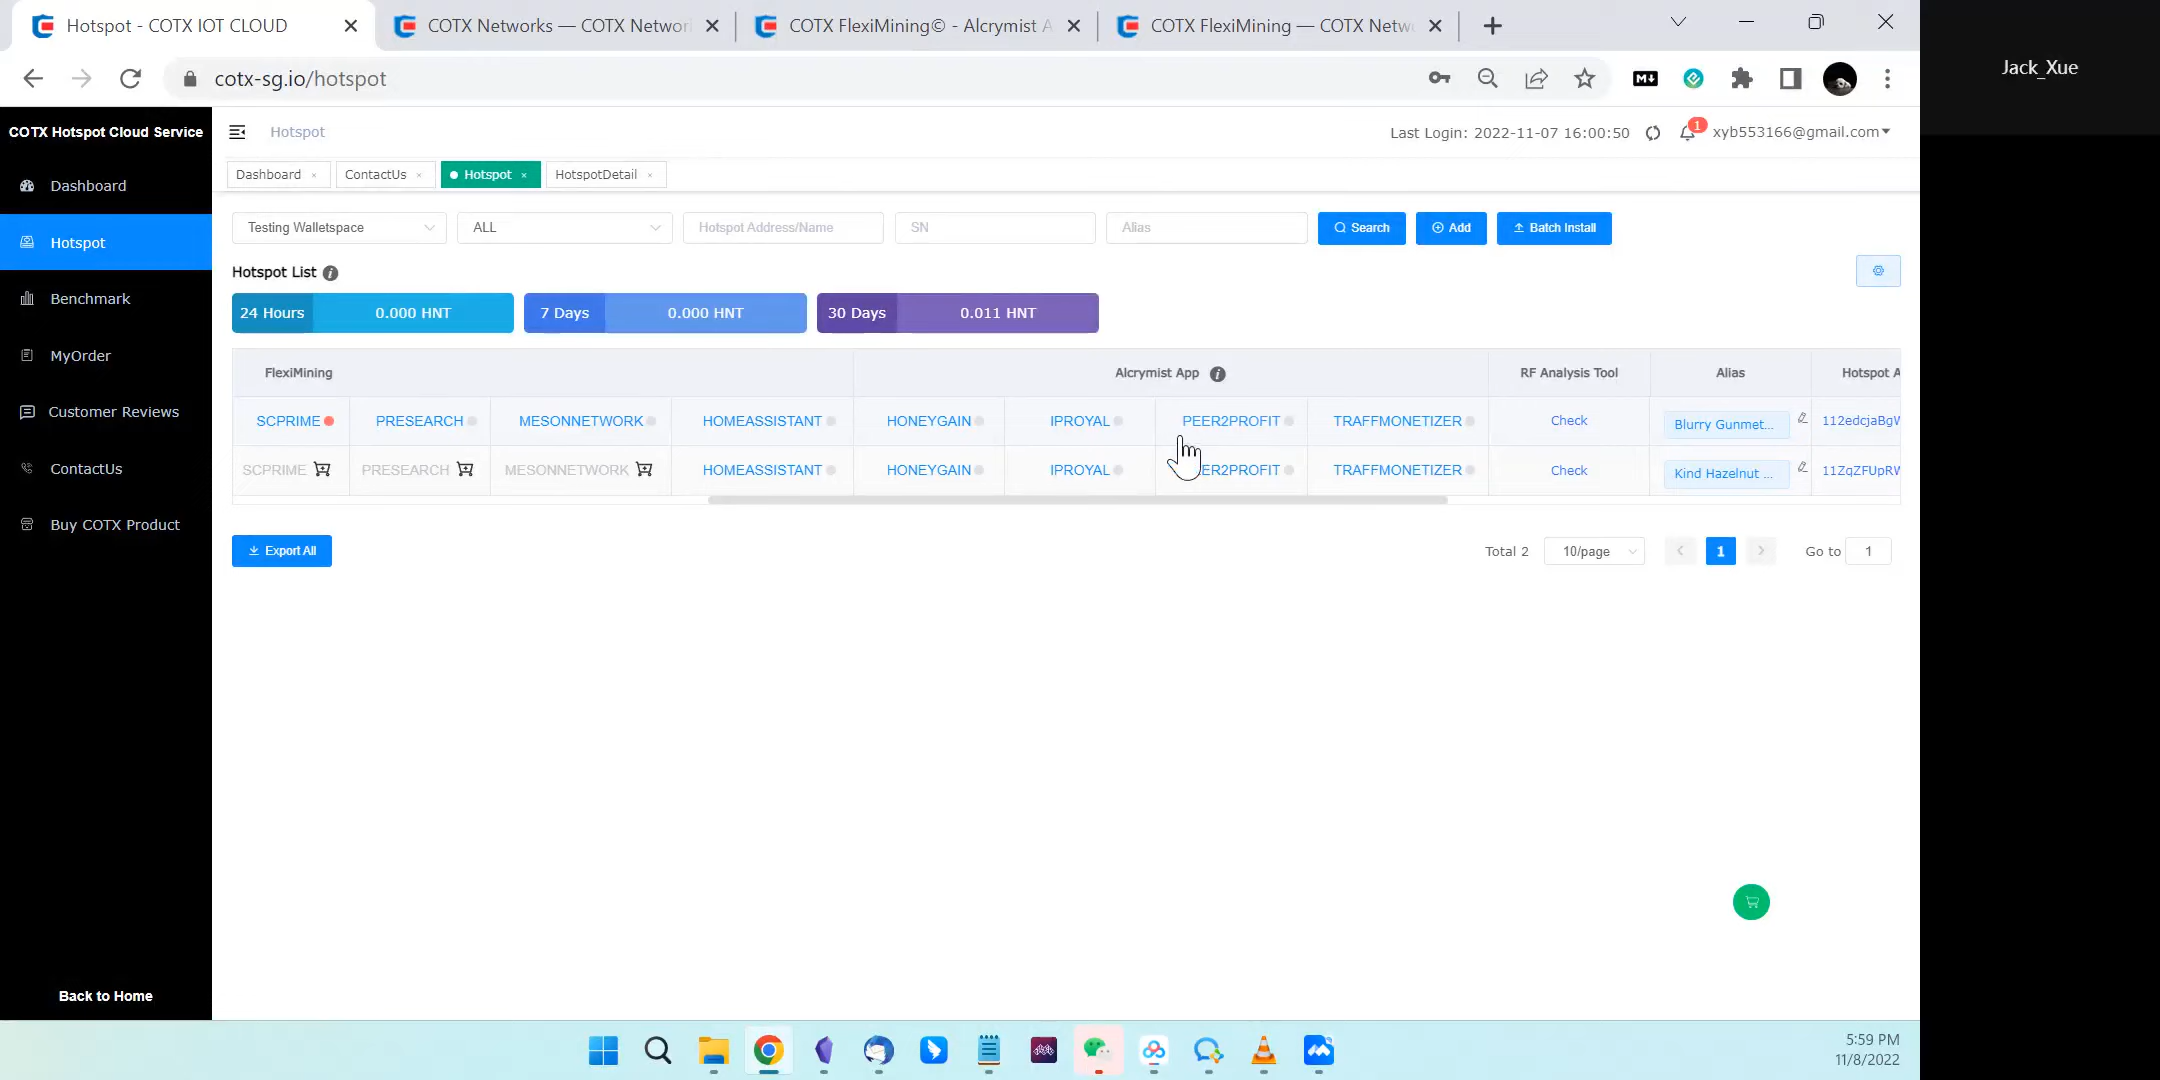 Hotspot - COTX IOT CLOUD
COTX Networks — COTX Networ
COTX FlexiMining© - Alcrymist A
COTX FlexiMining — COTX Netw
cotx-sg.io/hotspot
Jack_Xue
COTX Hotspot Cloud Service
Hotspot
Last Login: 2022-11-07 16:00:50
1
xyb553166@gmail.com
Dashboard
ContactUs
Hotspot
HotspotDetail
Dashboard
Hotspot
Benchmark
MyOrder
Customer Reviews
ContactUs
Buy COTX Product
Back to Home
Testing Walletspace
ALL
Hotspot Address/Name
SN
Alias
Search
Add
Batch Install
Hotspot List
24 Hours 0.000 HNT
7 Days 0.000 HNT
30 Days 0.011 HNT
FlexiMining
Alcrymist App
RF Analysis Tool
Alias
Hotspot A
SCPRIME PRESEARCH MESONNETWORK HOMEASSISTANT HONEYGAIN IPROYAL PEER2PROFIT TRAFFMONETIZER Check Blurry Gunmet... 112edcjaBgW
SCPRIME PRESEARCH MESONNETWORK HOMEASSISTANT HONEYGAIN IPROYAL ER2PROFIT TRAFFMONETIZER Check Kind Hazelnut ... 11ZqZFUpRW
Export All
Total 2
10/page
1
Go to 1
5:59 PM
11/8/2022